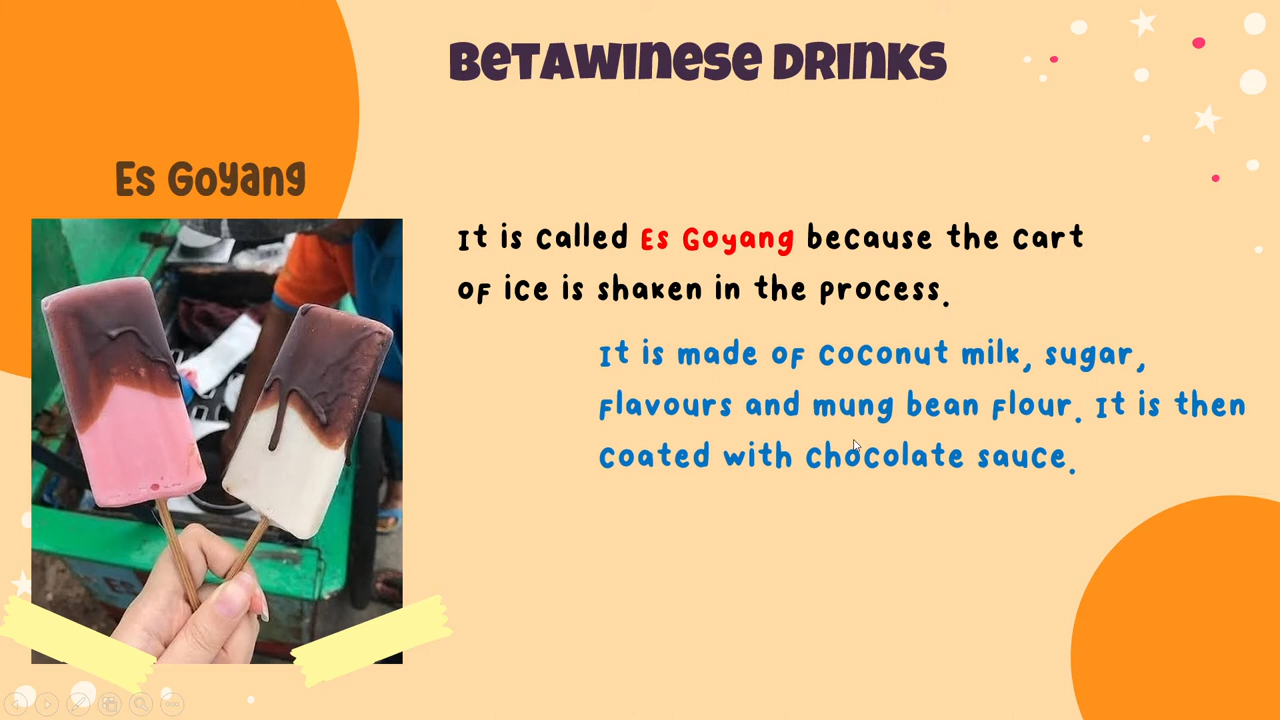 Betawinese Drinks
Es Goyang
It is called Es Goyang because the cart
of ice is shaken in the process.
It is made of coconut milk, sugar,
flavours and mung bean flour. It is then
coated with chocolate sauce.